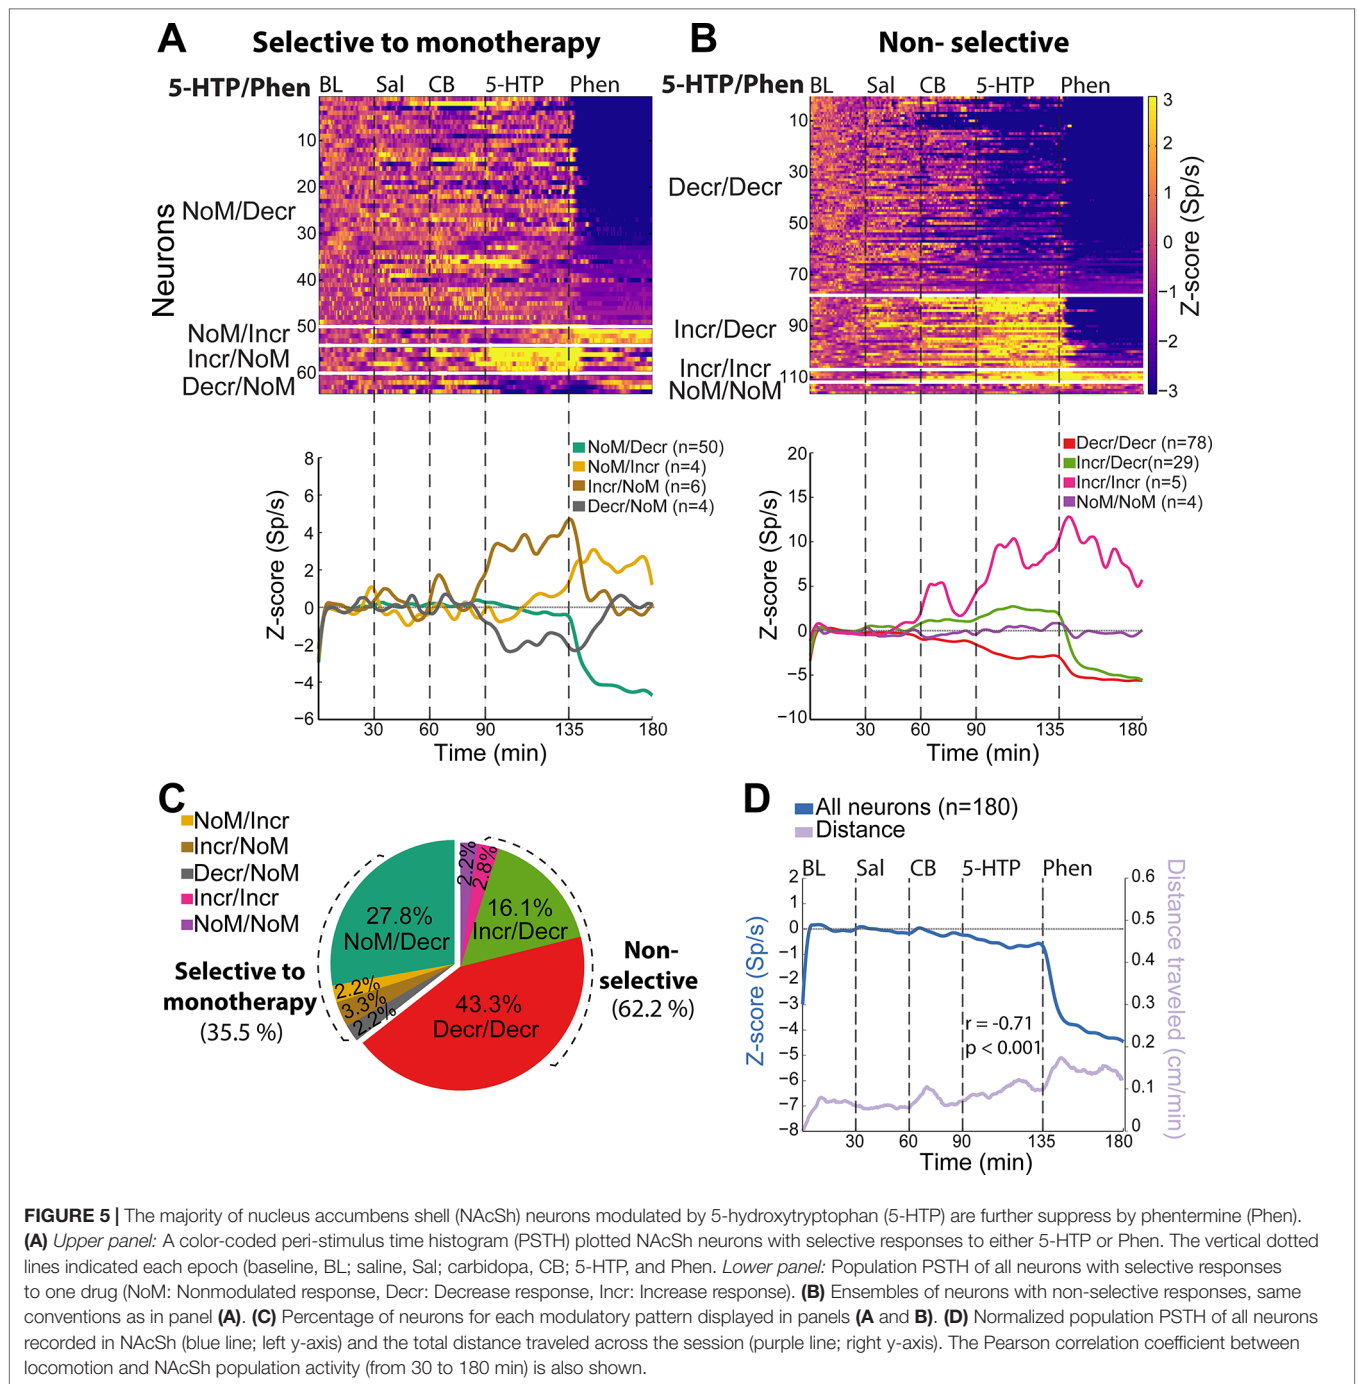 A
Selective to monotherapy
5-HTP/Phen BL Sal CB 5-HTP Phen
10
20
NoM/Decr
30
40
50
NoM/Incr
Incr/NoM
60
Decr/NoM
Neurons
B
Non- selective
5-HTP/Phen BL Sal CB 5-HTP Phen
10
30
Decr/Decr
50
70
90
Incr/Decr
Incr/Incr
110
NoM/NoM
3
2
1
0
−1
−2
−3
Z-score (Sp/s)
NoM/Decr (n=50)
NoM/Incr (n=4)
Incr/NoM (n=6)
Decr/NoM (n=4)
8
6
4
2
0
−2
−4
−6
Z-score (Sp/s)
30 60 90 135 180
Time (min)
Decr/Decr (n=78)
Incr/Decr(n=29)
Incr/Incr (n=5)
NoM/NoM (n=4)
20
15
10
5
0
−5
−10
Z-score (Sp/s)
30 60 90 135 180
Time (min)
C
NoM/Incr
Incr/NoM
Decr/NoM
Incr/Incr
NoM/NoM
2.2%
2.8%
16.1%
Incr/Decr
27.8%
NoM/Decr
2.2%
3.3%
2.2%
43.3%
Decr/Decr
Selective to
monotherapy
(35.5 %)
Non-
selective
(62.2 %)
D
All neurons (n=180)
Distance
BL Sal CB 5-HTP Phen
2
1
0
−1
−2
−3
−4
−5
−6
−7
−8
Z-score (Sp/s)
r = -0.71
p < 0.001
0.6
0.5
0.4
0.3
0.2
0.1
0
Distance traveled (cm/min)
30 60 90 135 180
Time (min)
FIGURE 5 | The majority of nucleus accumbens shell (NAcSh) neurons modulated by 5-hydroxytryptophan (5-HTP) are further suppress by phentermine (Phen).
(A) Upper panel: A color-coded peri-stimulus time histogram (PSTH) plotted NAcSh neurons with selective responses to either 5-HTP or Phen. The vertical dotted
lines indicated each epoch (baseline, BL; saline, Sal; carbidopa, CB; 5-HTP, and Phen. Lower panel: Population PSTH of all neurons with selective responses
to one drug (NoM: Nonmodulated response, Decr: Decrease response, Incr: Increase response). (B) Ensembles of neurons with non-selective responses, same
conventions as in panel (A). (C) Percentage of neurons for each modulatory pattern displayed in panels (A and B). (D) Normalized population PSTH of all neurons
recorded in NAcSh (blue line; left y-axis) and the total distance traveled across the session (purple line; right y-axis). The Pearson correlation coefficient between
locomotion and NAcSh population activity (from 30 to 180 min) is also shown.